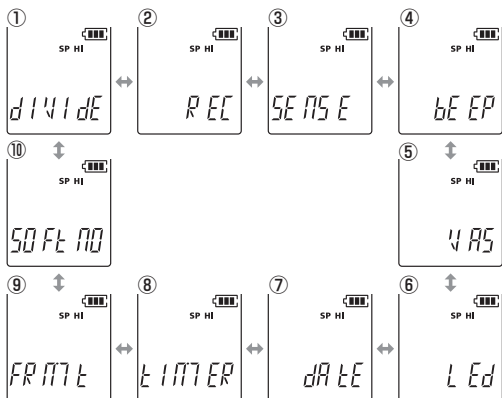 ① ② ③ ④
SP HI SP HI SP HI SP HI
dIVIdE REC SENSE bEEP
⑩ ⑤
SP HI SP HI
SOFt NO VAS
⑨ ⑧ ⑦ ⑥
SP HI SP HI SP HI SP HI
FRMt tIMER dAtE LEd